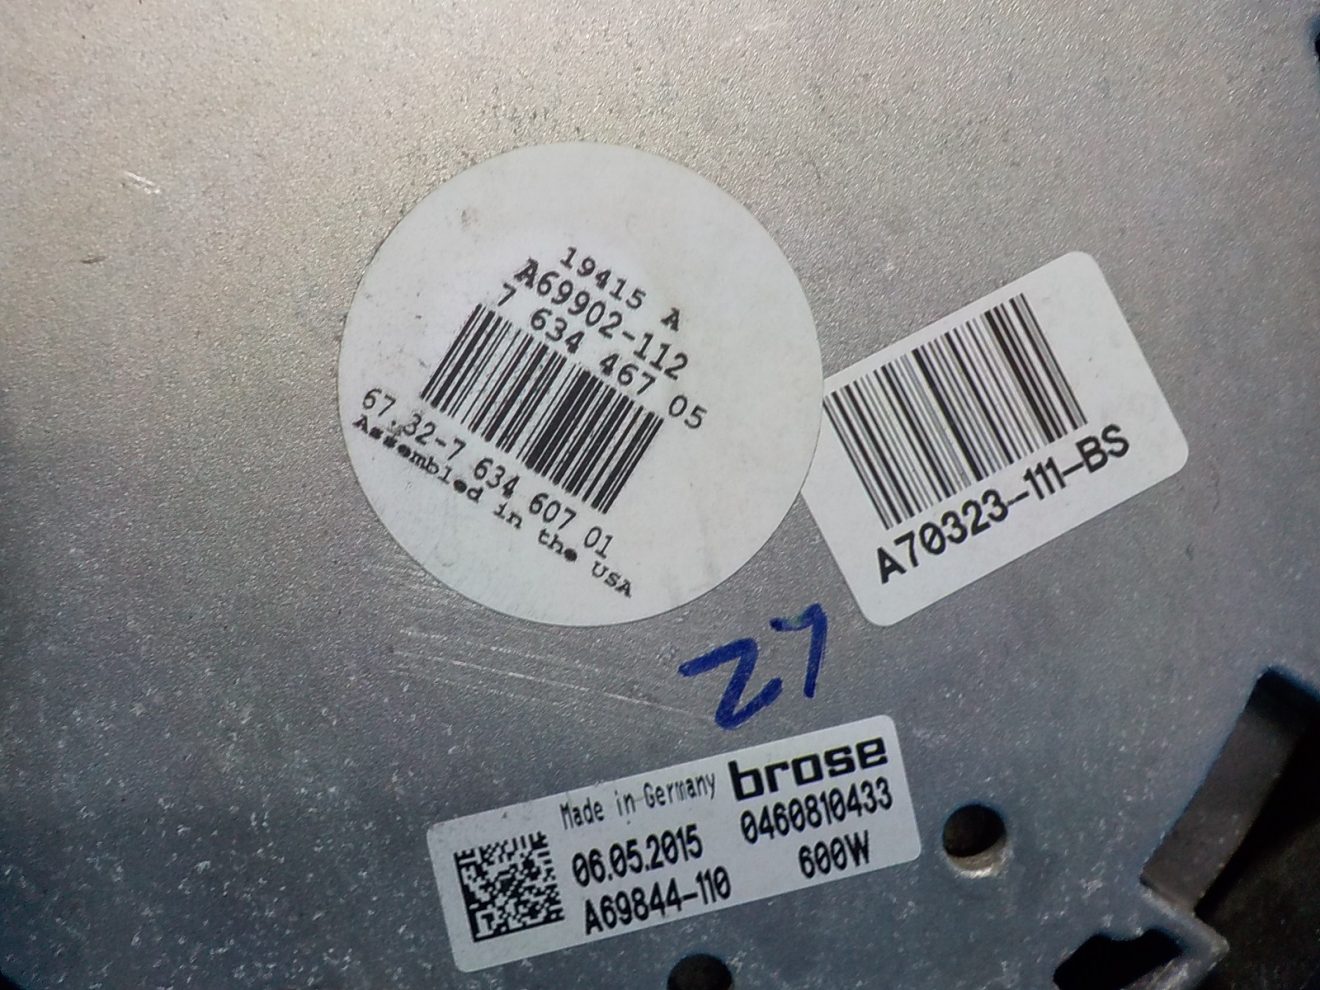 19415 A
A69902-112
7 634 467 05
67.32-7 634 607 01
Assembled in the USA
A70323-111-BS
ZY
Made in Germany brose
06.05.2015 0460810433
A69844-110 600W